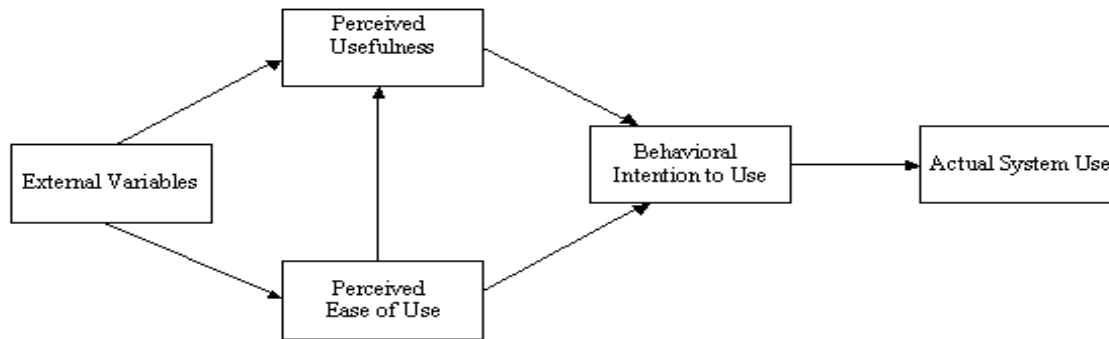 Perceived
Usefulness
External Variables
Behavioral
Intention to Use
Actual System Use
Perceived
Ease of Use